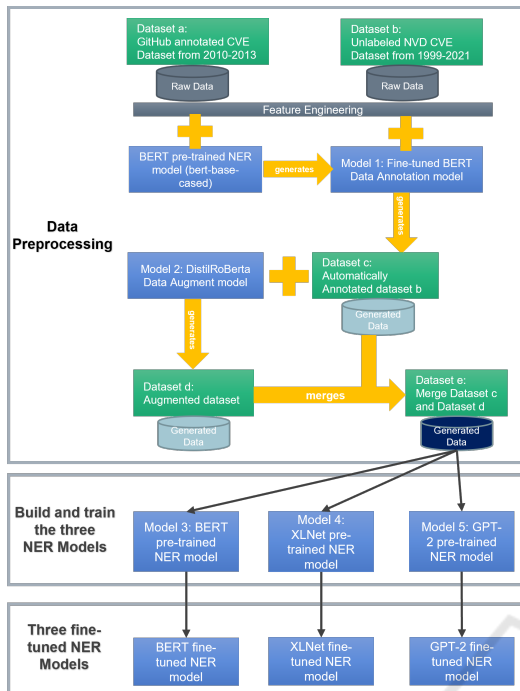 Dataset a:
GitHub annotated CVE
Dataset from 2010-2013
Dataset b:
Unlabeled NVD CVE
Dataset from 1999-2021
Raw Data
Raw Data
Feature Engineering
BERT pre-trained NER
model (bert-base-
cased)
generates
Model 1: Fine-tuned BERT
Data Annotation model
generates
Data
Preprocessing
Model 2: DistilRoBerta
Data Augment model
Dataset c:
Automatically
Annotated dataset b
Generated
Data
generates
Dataset d:
Augmented dataset
merges
Dataset e:
Merge Dataset c
and Dataset d
Generated
Data
Generated
Data
Build and train
the three
NER Models
Model 3: BERT
pre-trained
NER model
Model 4:
XLNet pre-
trained NER
model
Model 5: GPT-
2 pre-trained
NER model
Three fine-
tuned NER
Models
BERT fine-
tuned NER
model
XLNet fine-
tuned NER
model
GPT-2 fine-
tuned NER
model